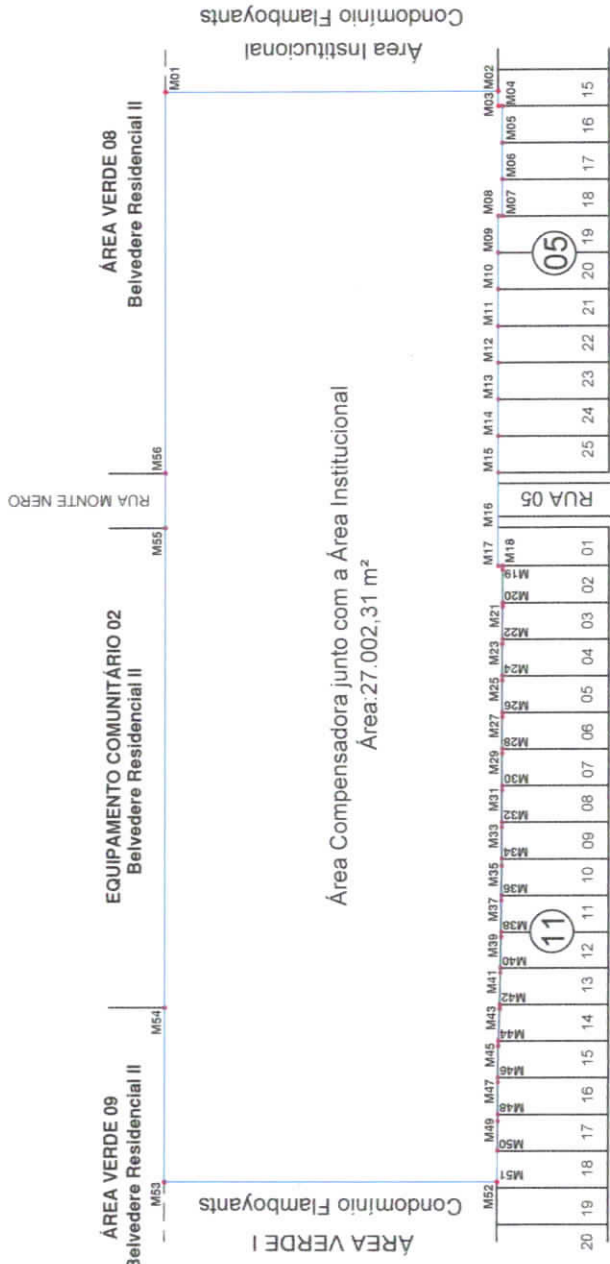 ÁREA VERDE 09
Belvedere Residencial II
EQUIPAMENTO COMUNITÁRIO 02
Belvedere Residencial II
RUA MONTE NERO
ÁREA VERDE 08
Belvedere Residencial II
M53
M54
M55
M56
M01
ÁREA VERDE I
Condomínio Flamboyants
Área Compensadora junto com a Área Institucional
Área:27.002,31 m²
Área Institucional
Condomínio Flamboyants
M52
M51
M50
M49
M48
M47
M46
M45
M44
M43
M42
M41
M40
M39
M38
M37
M36
M35
M34
M33
M32
M31
M30
M29
M28
M27
M26
M25
M24
M23
M22
M21
M20
M19
M18
M17
M16
M15
M14
M13
M12
M11
M10
M09
M08
M07
M06
M05
M04
M03
M02
11
RUA 05
05
20
19
18
17
16
15
14
13
12
11
10
09
08
07
06
05
04
03
02
01
25
24
23
22
21
20
19
18
17
16
15